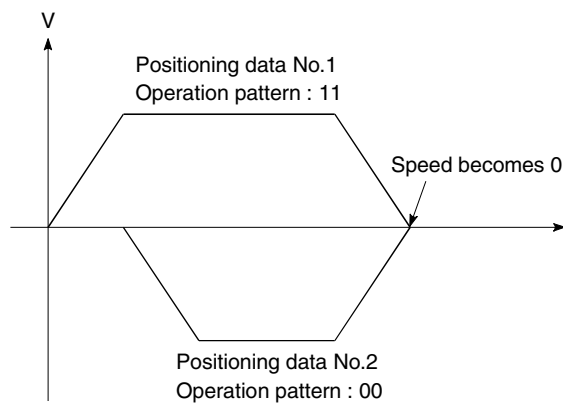 V
Positioning data No.1
Operation pattern : 11
Speed becomes 0
Positioning data No.2
Operation pattern : 00